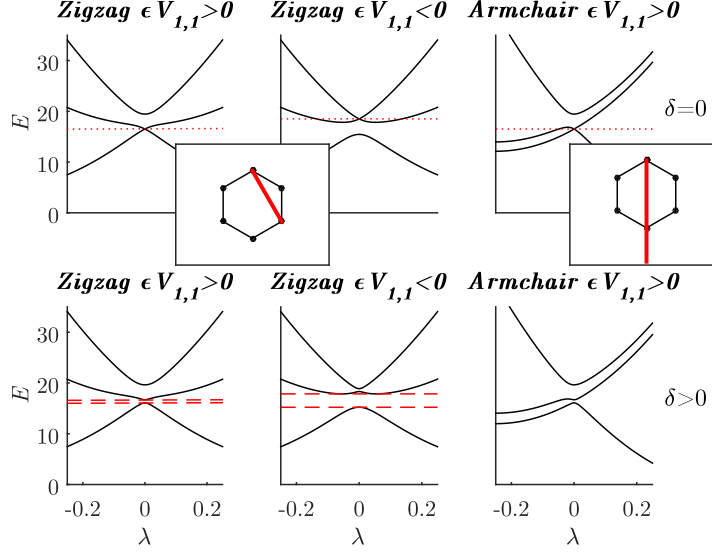 Zigzag ϵV₁,₁>0 Zigzag ϵV₁,₁<0 Armchair ϵV₁,₁>0
30
20
10
0
E
δ=0
Zigzag ϵV₁,₁>0 Zigzag ϵV₁,₁<0 Armchair ϵV₁,₁>0
30
20
10
0
E
δ>0
-0.2 0 0.2 -0.2 0 0.2 -0.2 0 0.2
λ λ λ